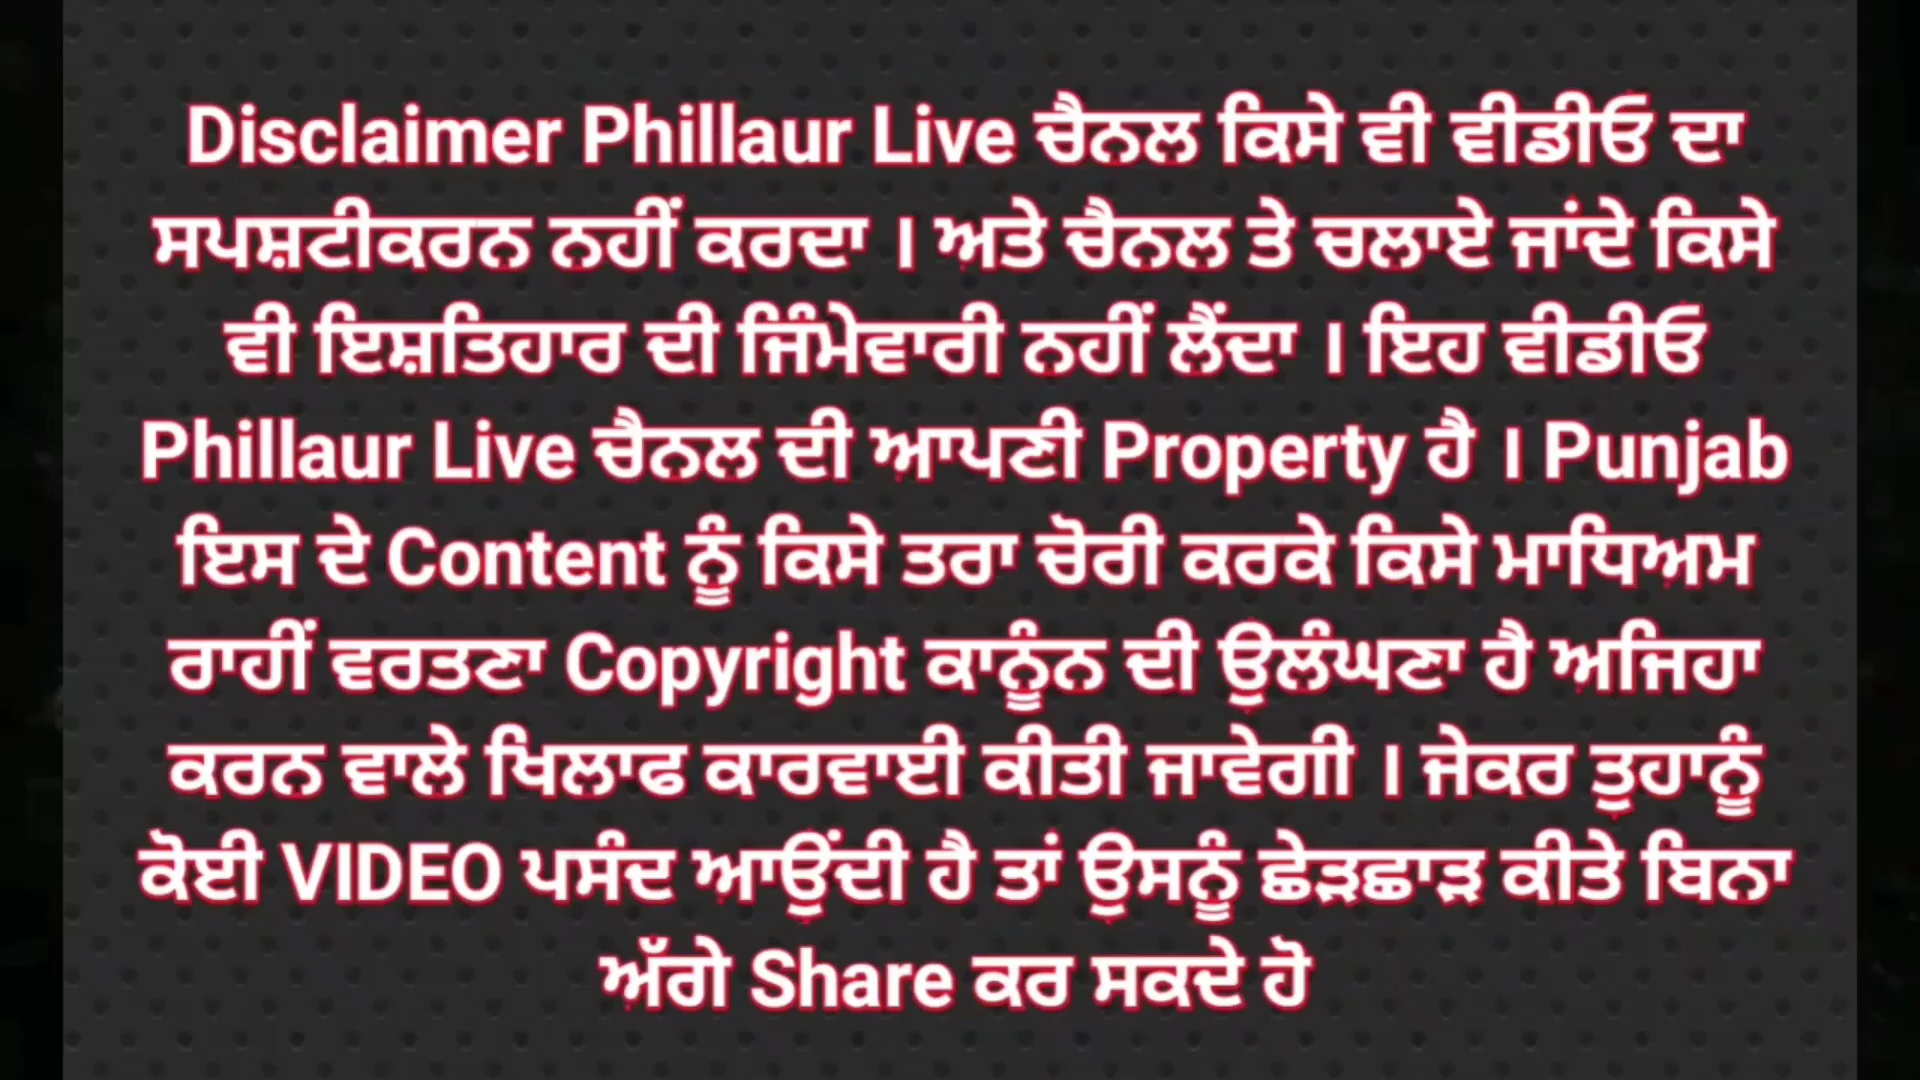 Disclaimer Phillaur Live ਚੈਨਲ ਕਿਸੇ ਵੀ ਵੀਡੀਓ ਦਾ
ਸਪਸ਼ਟੀਕਰਨ ਨਹੀਂ ਕਰਦਾ । ਅਤੇ ਚੈਨਲ ਤੇ ਚਲਾਏ ਜਾਂਦੇ ਕਿਸੇ
ਵੀ ਇਸ਼ਤਿਹਾਰ ਦੀ ਜਿੰਮੇਵਾਰੀ ਨਹੀਂ ਲੈਂਦਾ । ਇਹ ਵੀਡੀਓ
Phillaur Live ਚੈਨਲ ਦੀ ਆਪਣੀ Property ਹੈ । Punjab
ਇਸ ਦੇ Content ਨੂੰ ਕਿਸੇ ਤਰਾ ਚੋਰੀ ਕਰਕੇ ਕਿਸੇ ਮਾਧਿਅਮ
ਰਾਹੀਂ ਵਰਤਣਾ Copyright ਕਾਨੂੰਨ ਦੀ ਉਲੰਘਣਾ ਹੈ ਅਜਿਹਾ
ਕਰਨ ਵਾਲੇ ਖਿਲਾਫ ਕਾਰਵਾਈ ਕੀਤੀ ਜਾਵੇਗੀ । ਜੇਕਰ ਤੁਹਾਨੂੰ
ਕੋਈ VIDEO ਪਸੰਦ ਆਉਂਦੀ ਹੈ ਤਾਂ ਉਸਨੂੰ ਛੇੜਛਾੜ ਕੀਤੇ ਬਿਨਾ
ਅੱਗੇ Share ਕਰ ਸਕਦੇ ਹੋ